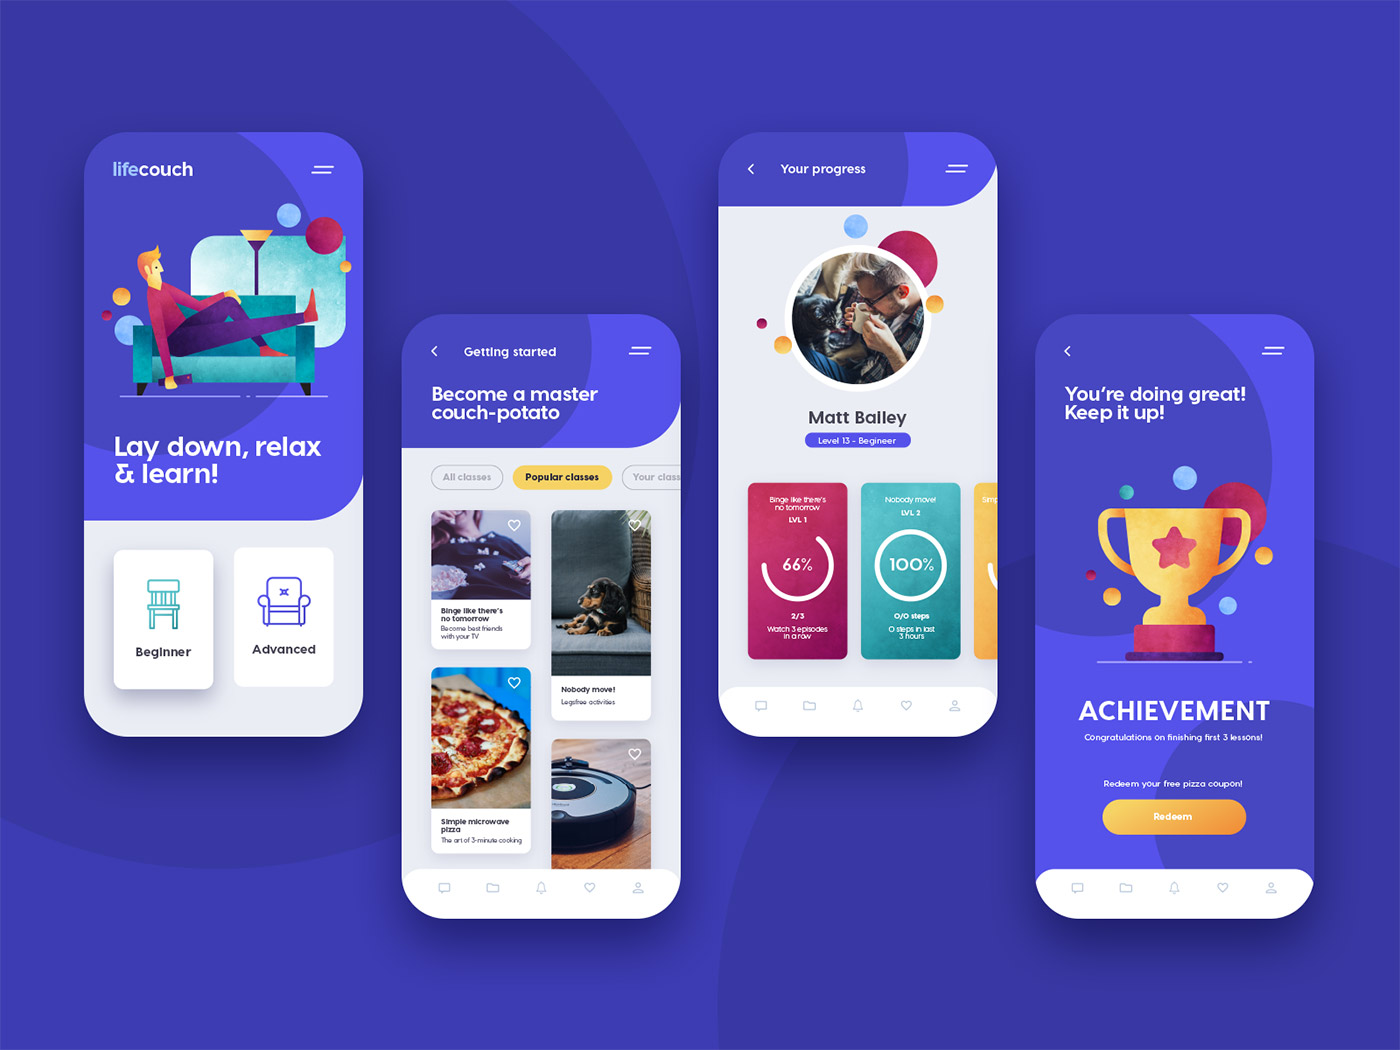 lifecouch
Lay down, relax
& learn!
Beginner
Advanced
Getting started
Become a master
couch-potato
All classes
Popular classes
Your class
Binge like there's
no tomorrow
Become best friends
with your TV
Nobody move!
Legsfree activities
Simple microwave
pizza
The art of 3-minute cooking
Your progress
Matt Bailey
Level 13 - Begineer
Binge like there's
no tomorrow
LVL 1
66%
2/3
Watch 3 episodes
in a row
Nobody move!
LVL 2
100%
0/0 steps
0 steps in last
3 hours
You're doing great!
Keep it up!
ACHIEVEMENT
Congratulations on finishing first 3 lessons!
Redeem your free pizza coupon!
Redeem